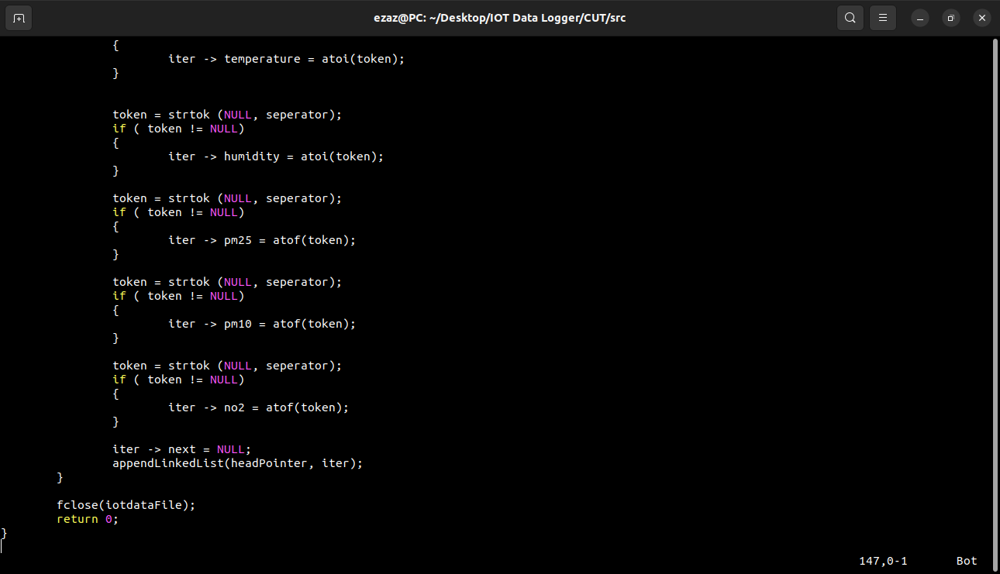 ezaz@PC: ~/Desktop/IOT Data Logger/CUT/src
{
iter -> temperature = atoi(token);
}
token = strtok (NULL, seperator);
if ( token != NULL)
{
iter -> humidity = atoi(token);
}
token = strtok (NULL, seperator);
if ( token != NULL)
{
iter -> pm25 = atof(token);
}
token = strtok (NULL, seperator);
if ( token != NULL)
{
iter -> pm10 = atof(token);
}
token = strtok (NULL, seperator);
if ( token != NULL)
{
iter -> no2 = atof(token);
}
iter -> next = NULL;
appendLinkedList(headPointer, iter);
}
fclose(iotdataFile);
return 0;
}
147,0-1 Bot